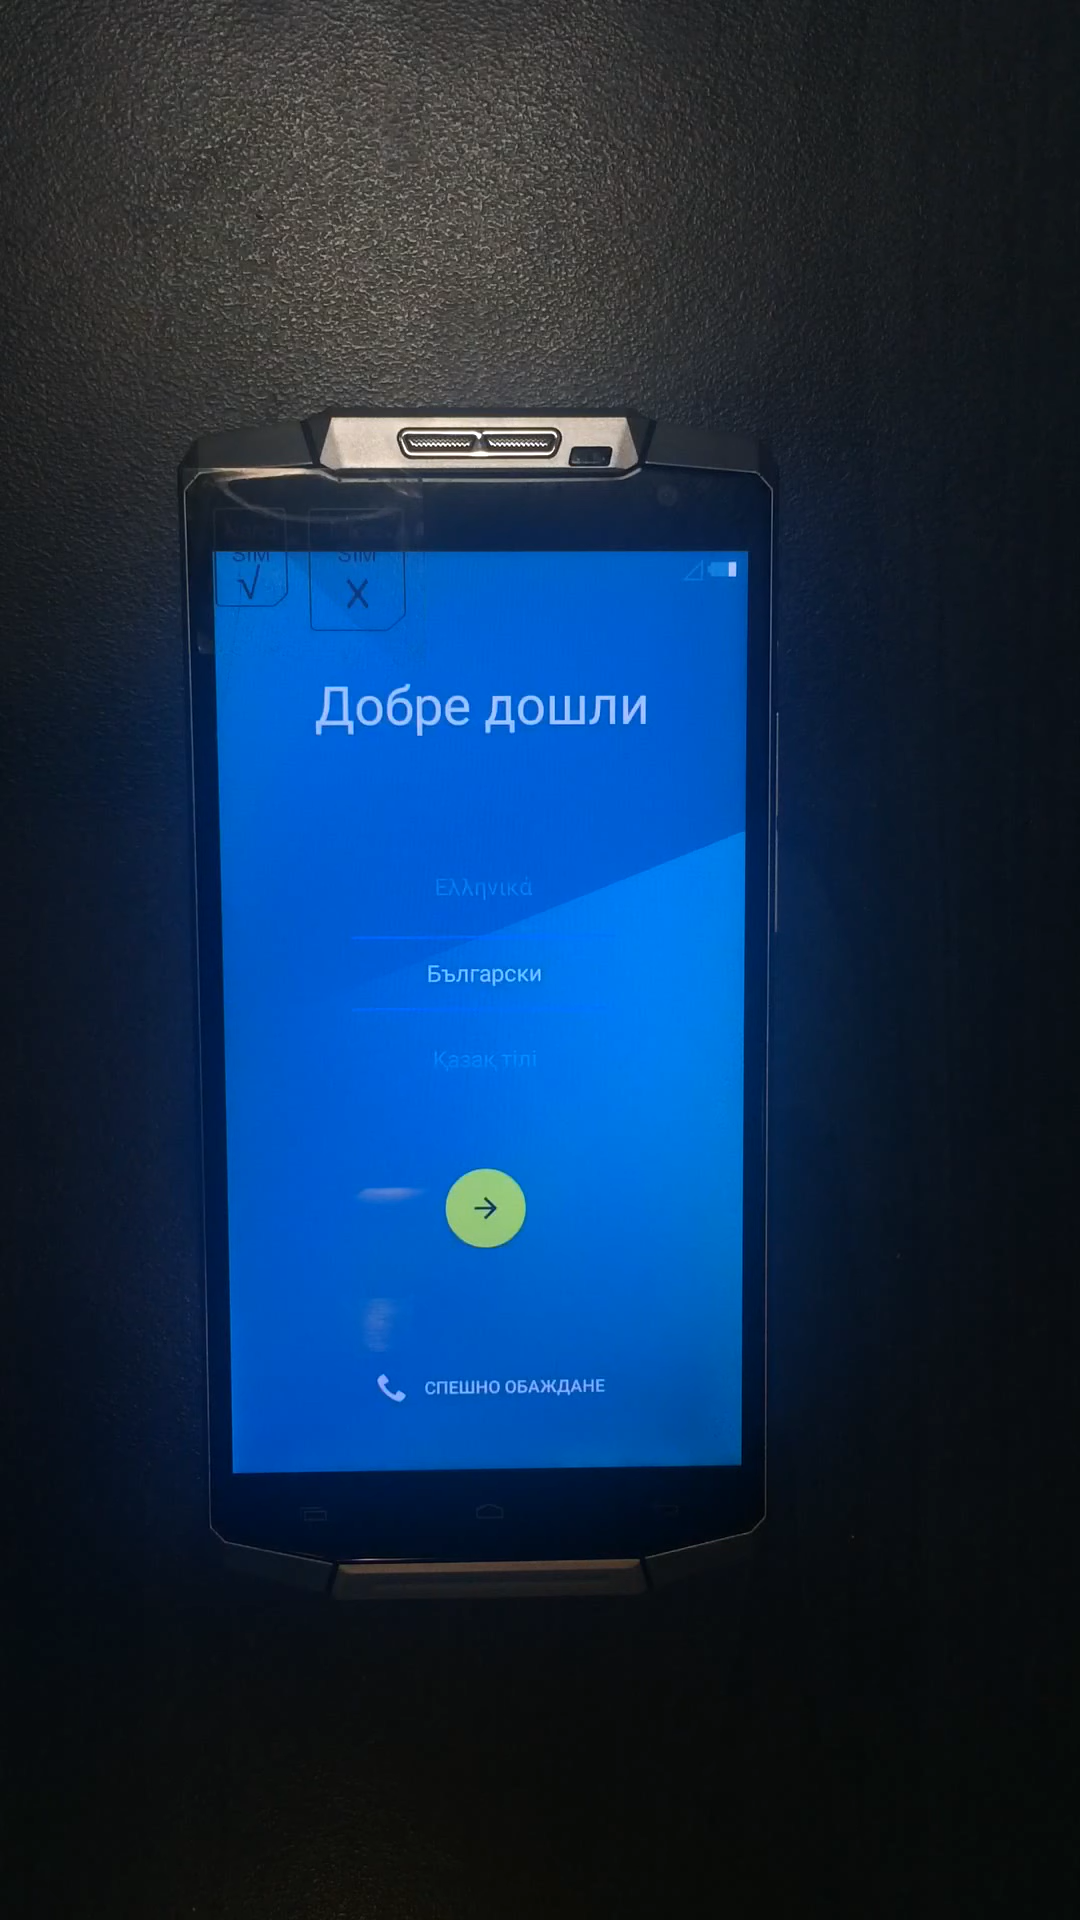 SIM SIM
√ X
Добре дошли
Ελληνικά
Български
Қазақ тілі
СПЕШНО ОБАЖДАНЕ